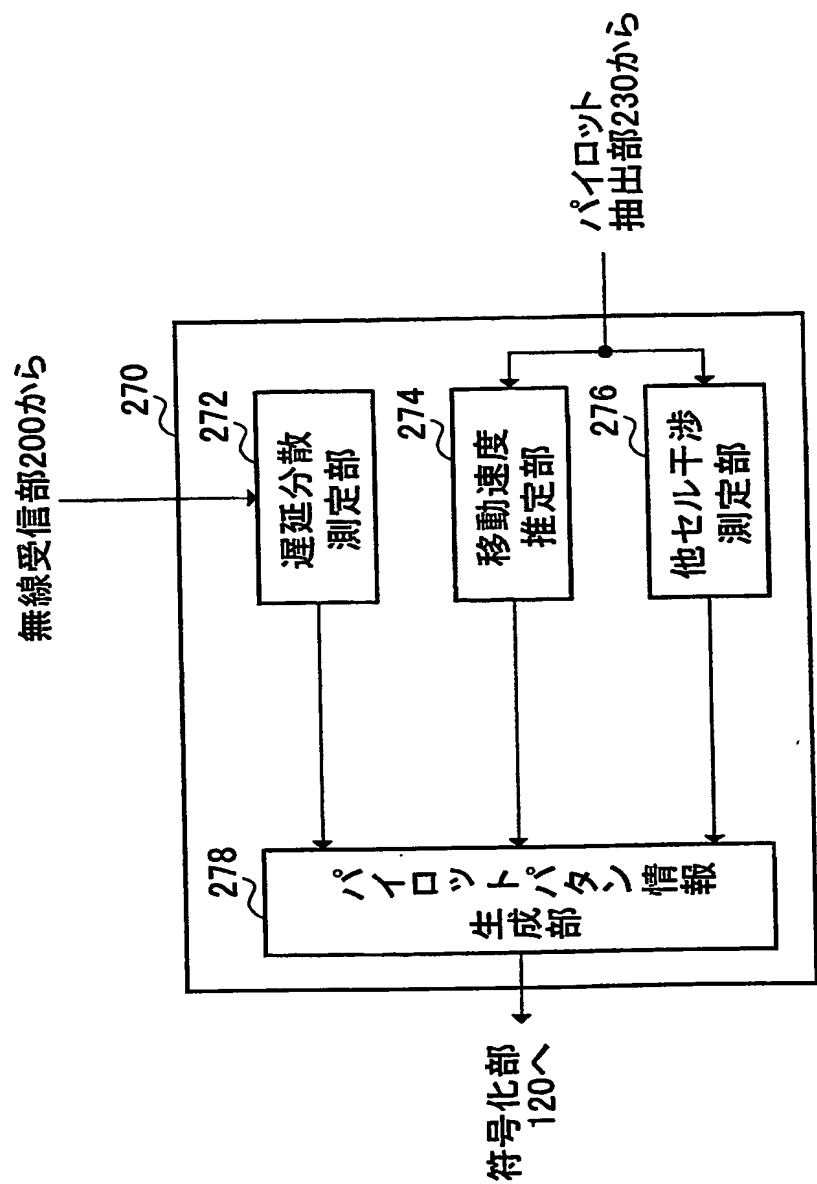 無線受信部200から
270
272
遅延分散
測定部
274
移動速度
推定部
276
他セル干渉
測定部
パイロット
抽出部230から
278
パイロットパタン情報
生成部
符号化部
120へ